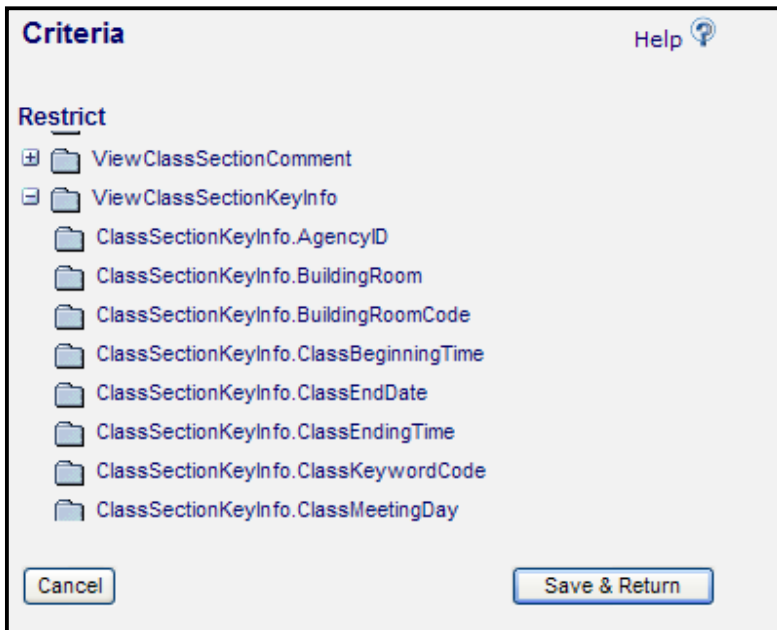 Criteria
Help
Restrict
ViewClassSectionComment
ViewClassSectionKeyInfo
ClassSectionKeyInfo.AgencyID
ClassSectionKeyInfo.BuildingRoom
ClassSectionKeyInfo.BuildingRoomCode
ClassSectionKeyInfo.ClassBeginningTime
ClassSectionKeyInfo.ClassEndDate
ClassSectionKeyInfo.ClassEndingTime
ClassSectionKeyInfo.ClassKeywordCode
ClassSectionKeyInfo.ClassMeetingDay
Cancel Save & Return